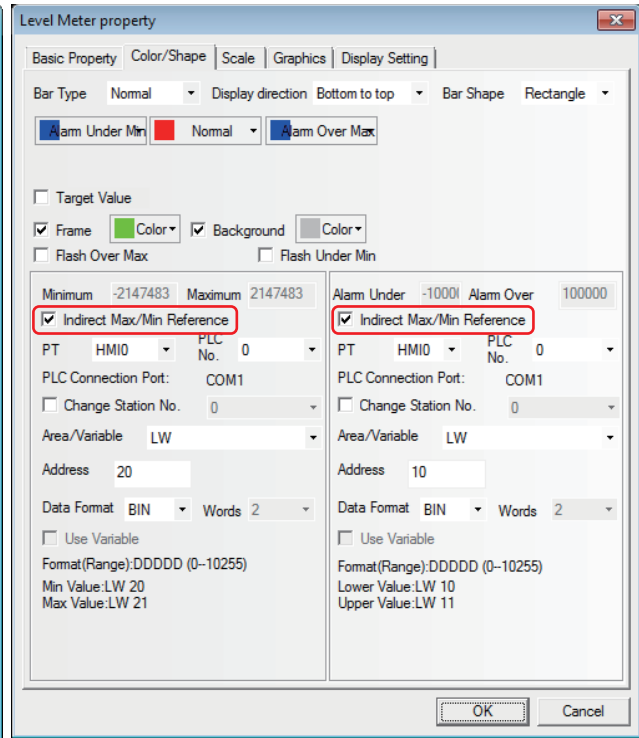 Level Meter property
Basic Property Color/Shape Scale Graphics Display Setting
Bar Type Normal Display direction Bottom to top Bar Shape Rectangle
Alarm Under Min Normal Alarm Over Max
Target Value
Frame Color Background Color
Flash Over Max Flash Under Min
Minimum -2147483 Maximum 2147483
Indirect Max/Min Reference
PT HMI0 PLC No. 0
PLC Connection Port: COM1
Change Station No. 0
Area/Variable LW
Address 20
Data Format BIN Words 2
Use Variable
Format(Range):DDDDD (0--10255)
Min Value:LW 20
Max Value:LW 21
Alarm Under -1000 Alarm Over 100000
Indirect Max/Min Reference
PT HMI0 PLC No. 0
PLC Connection Port: COM1
Change Station No. 0
Area/Variable LW
Address 10
Data Format BIN Words 2
Use Variable
Format(Range):DDDDD (0--10255)
Lower Value:LW 10
Upper Value:LW 11
OK Cancel